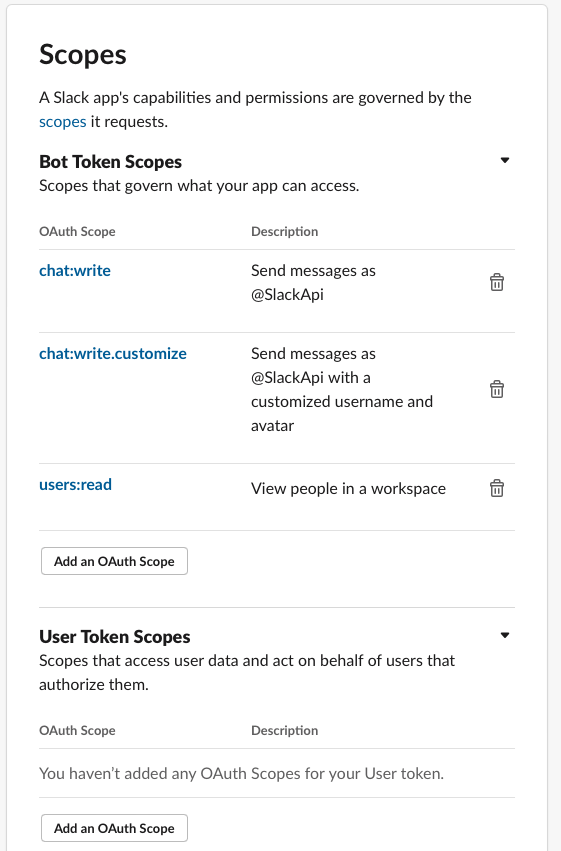 Scopes
A Slack app's capabilities and permissions are governed by the
scopes it requests.
Bot Token Scopes
Scopes that govern what your app can access.
OAuth Scope Description
chat:write Send messages as
@SlackApi
chat:write.customize Send messages as
@SlackApi with a
customized username and
avatar
users:read View people in a workspace
Add an OAuth Scope
User Token Scopes
Scopes that access user data and act on behalf of users that
authorize them.
OAuth Scope Description
You haven’t added any OAuth Scopes for your User token.
Add an OAuth Scope